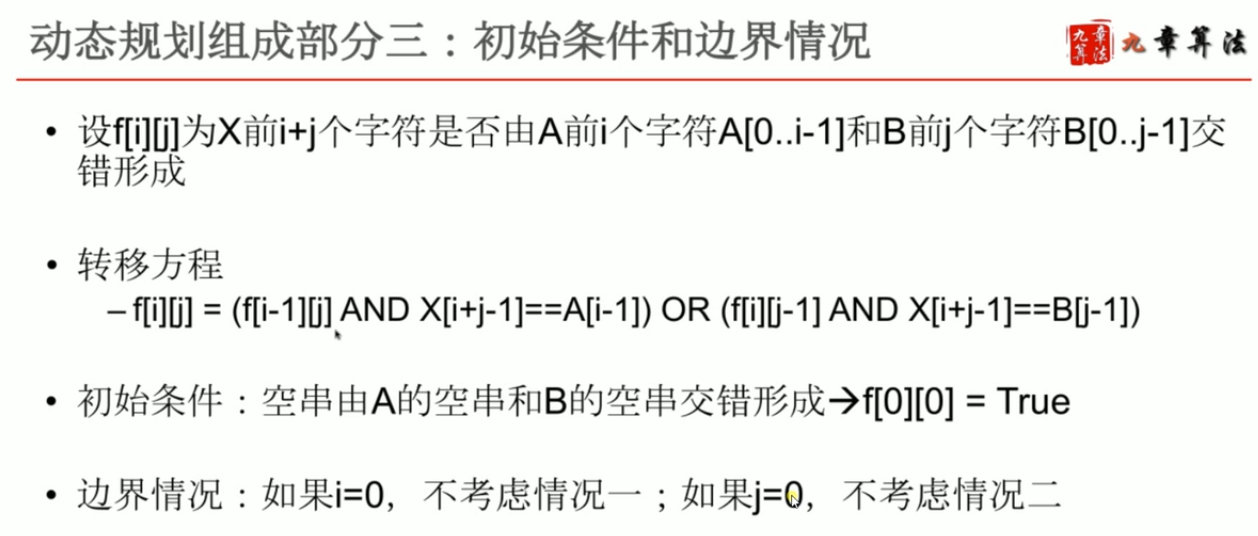 动态规划组成部分三：初始条件和边界情况
九章算法 九章算法
• 设f[i][j]为X前i+j个字符是否由A前i个字符A[0..i-1]和B前j个字符B[0..j-1]交
错形成
• 转移方程
– f[i][j] = (f[i-1][j] AND X[i+j-1]==A[i-1]) OR (f[i][j-1] AND X[i+j-1]==B[j-1])
• 初始条件：空串由A的空串和B的空串交错形成→f[0][0] = True
• 边界情况：如果i=0， 不考虑情况一；如果j=0， 不考虑情况二